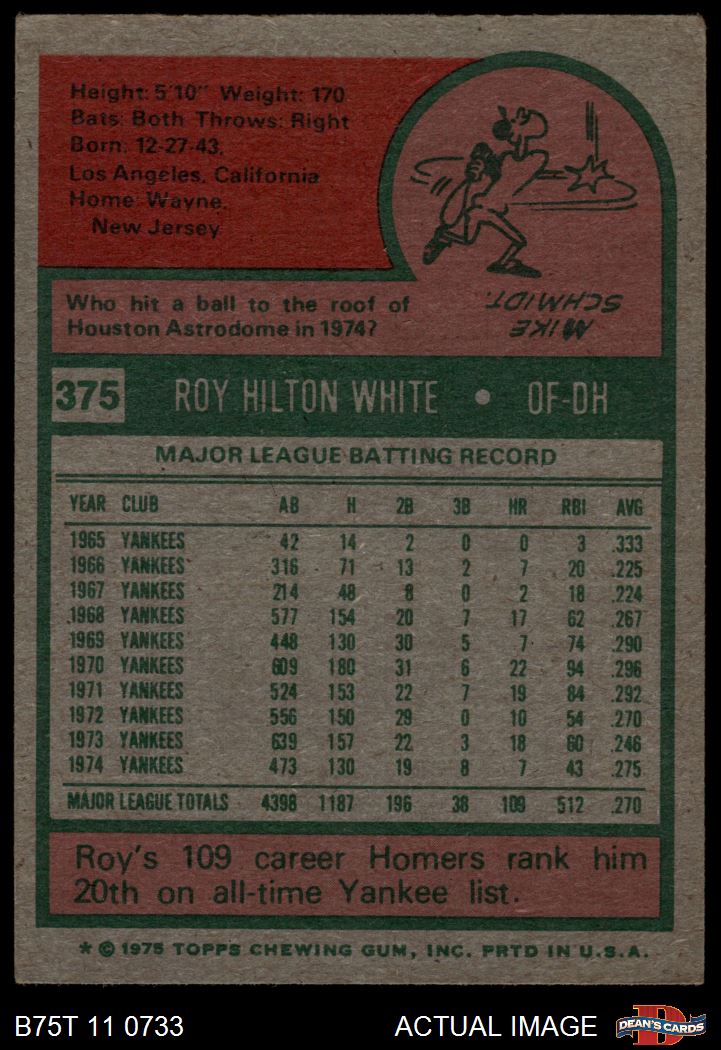 Height: 5'10" Weight: 170
Bats: Both Throws: Right
Born: 12-27-43,
Los Angeles, California
Home: Wayne,
New Jersey
Who hit a ball to the roof of
Houston Astrodome in 1974?
MIKE
SCHMIDT.
375 ROY HILTON WHITE • OF-DH
MAJOR LEAGUE BATTING RECORD
YEAR CLUB AB H 2B 3B HR RBI AVG
1965 YANKEES 42 14 2 0 0 3 .333
1966 YANKEES 316 71 13 2 7 20 .225
1967 YANKEES 214 48 8 0 2 18 .224
1968 YANKEES 577 154 20 7 17 62 .267
1969 YANKEES 448 130 30 5 7 74 .290
1970 YANKEES 609 180 31 6 22 94 .296
1971 YANKEES 524 153 22 7 19 84 .292
1972 YANKEES 556 150 29 0 10 54 .270
1973 YANKEES 639 157 22 3 18 60 .246
1974 YANKEES 473 130 19 8 7 43 .275
MAJOR LEAGUE TOTALS 4398 1187 196 38 109 512 .270
Roy's 109 career Homers rank him
20th on all-time Yankee list.
* © 1975 TOPPS CHEWING GUM, INC. PRTD IN U.S.A.
B75T 11 0733 ACTUAL IMAGE
D
DEAN'S CARDS